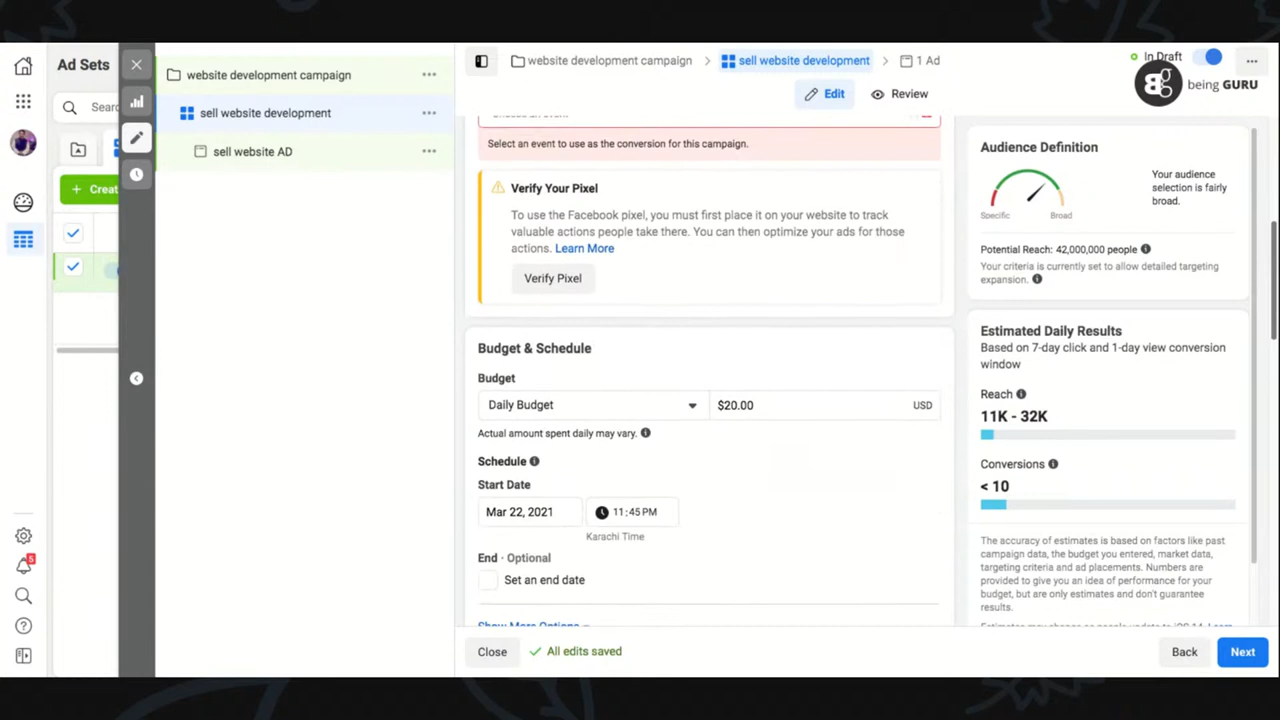 Ad Sets
Searc
Creat
website development campaign
sell website development
sell website AD
website development campaign
sell website development
1 Ad
In Draft
being GURU
Edit
Review
Select an event to use as the conversion for this campaign.
Verify Your Pixel
To use the Facebook pixel, you must first place it on your website to track
valuable actions people take there. You can then optimize your ads for those
actions. Learn More
Verify Pixel
Budget & Schedule
Budget
Daily Budget
$20.00
USD
Actual amount spent daily may vary.
Schedule
Start Date
Mar 22, 2021
11:45 PM
Karachi Time
End · Optional
Set an end date
Show More Options
Close
All edits saved
Back
Next
Audience Definition
Specific
Broad
Your audience
selection is fairly
broad.
Potential Reach: 42,000,000 people
Your criteria is currently set to allow detailed targeting
expansion.
Estimated Daily Results
Based on 7-day click and 1-day view conversion
window
Reach
11K - 32K
Conversions
< 10
The accuracy of estimates is based on factors like past
campaign data, the budget you entered, market data,
targeting criteria and ad placements. Numbers are
provided to give you an idea of performance for your
budget, but are only estimates and don't guarantee
results.
5